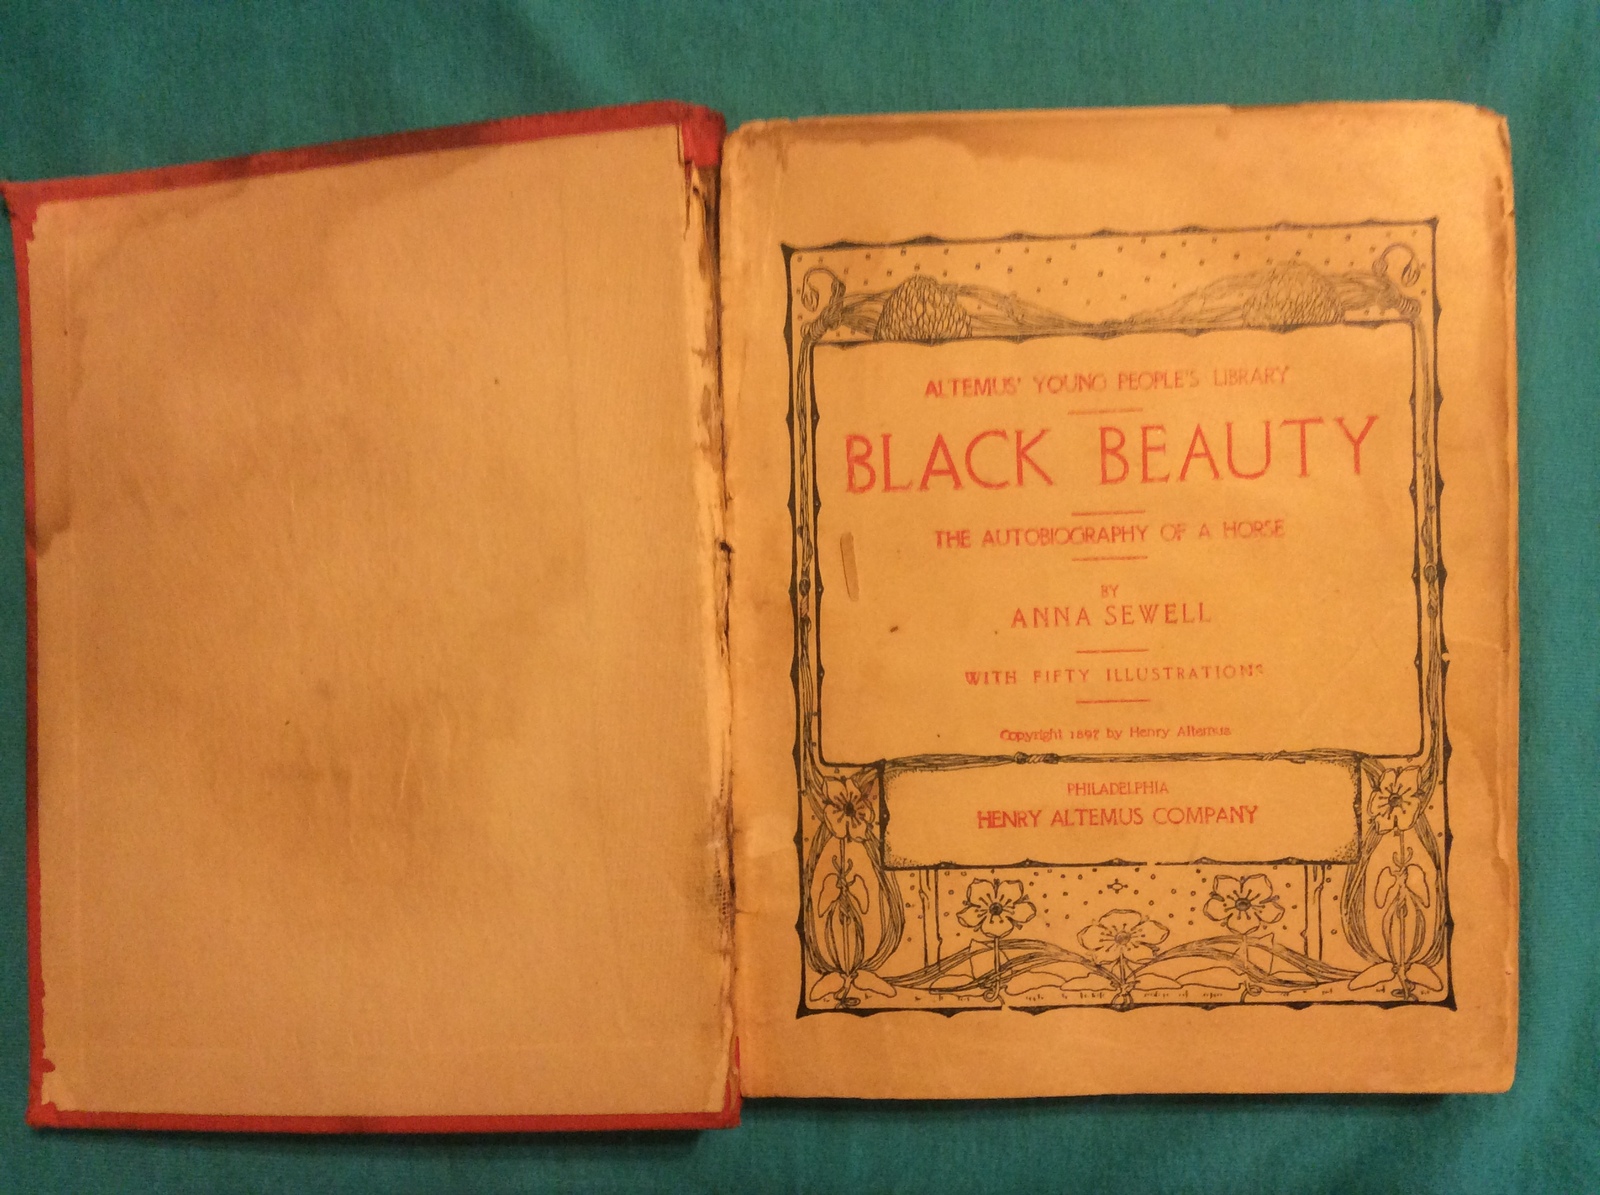 ALTEMUS' YOUNG PEOPLE'S LIBRARY
BLACK BEAUTY
THE AUTOBIOGRAPHY OF A HORSE
BY
ANNA SEWELL
WITH FIFTY ILLUSTRATIONS
Copyright 1897 by Henry Altemus
PHILADELPHIA
HENRY ALTEMUS COMPANY